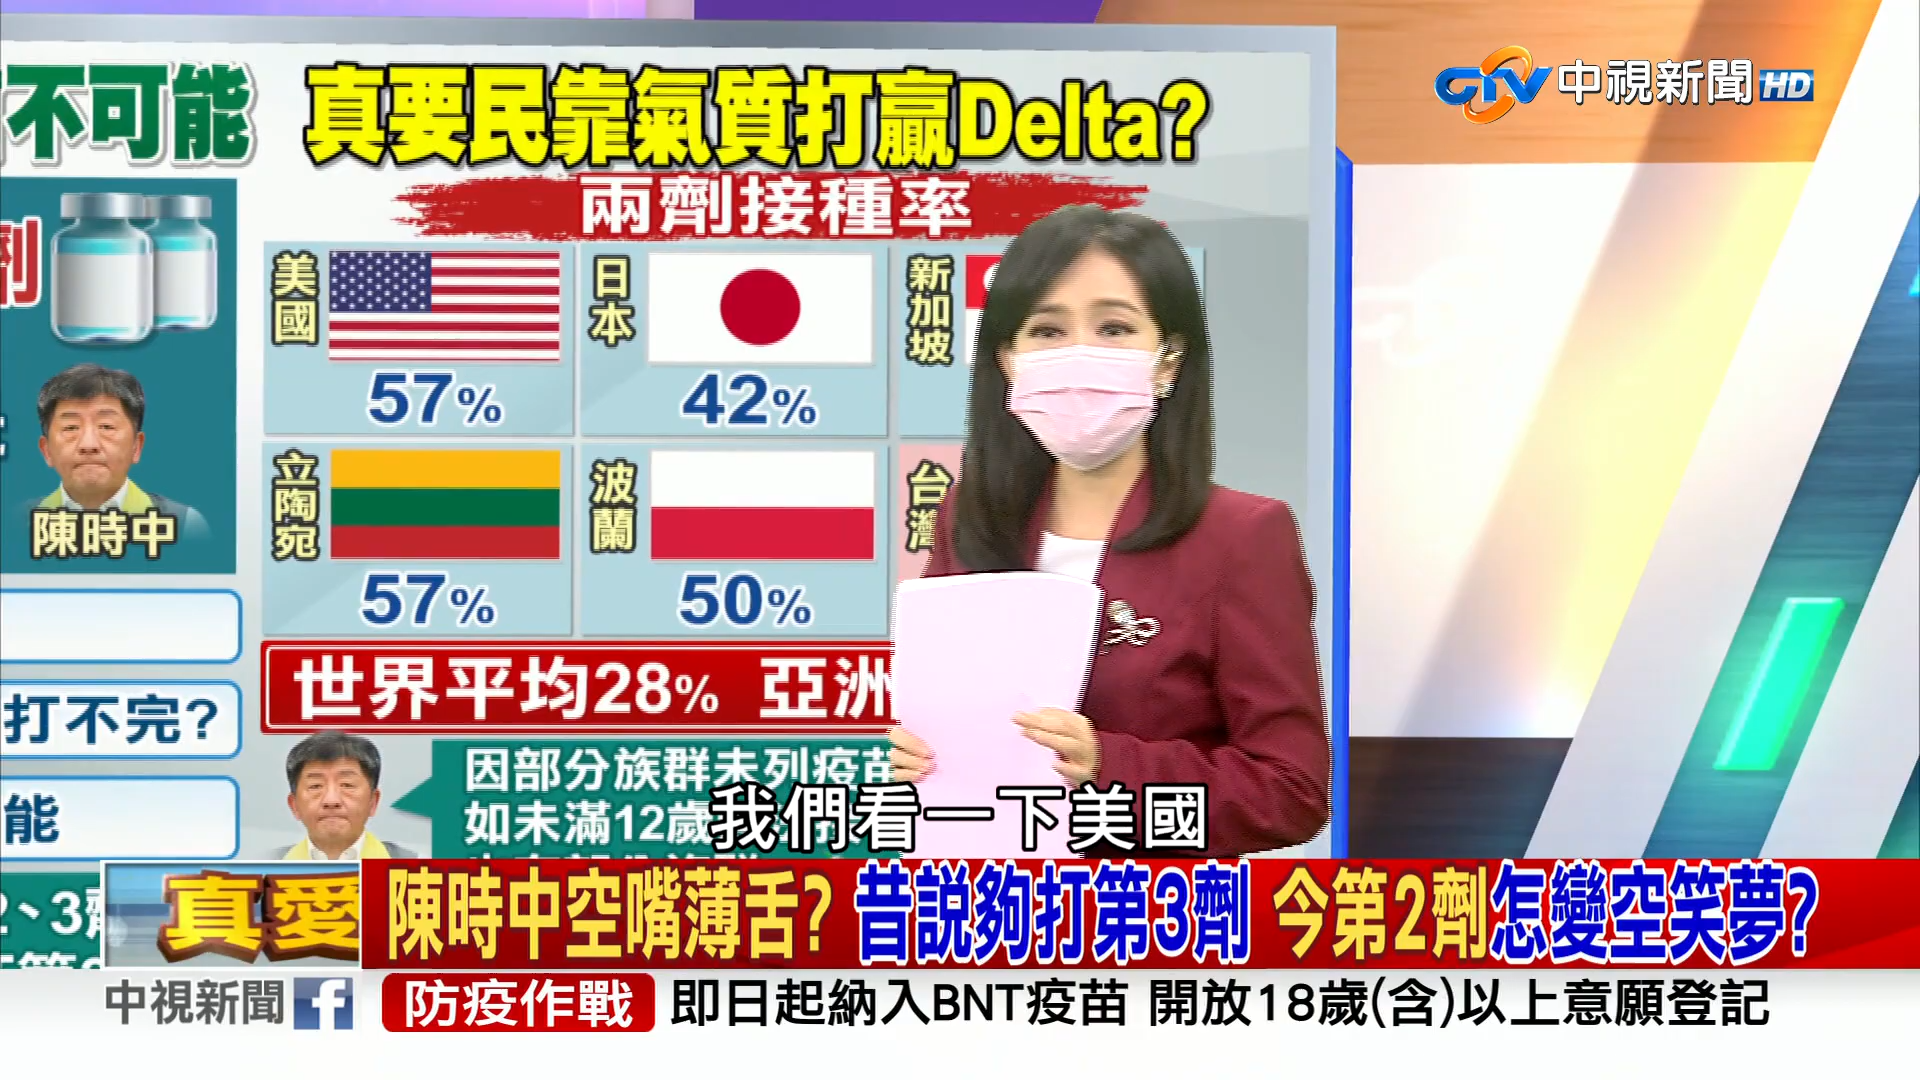 不可能
真要民靠氣質打贏Delta?
CTV中視新聞HD
兩劑接種率
劑
美國
日本
新加坡
57%
42%
立陶宛
波蘭
台灣
陳時中
57%
50%
世界平均28% 亞洲
打不完?
能
因部分族群未列疫苗
如未滿12歲
我們看一下美國
2、3劑
真愛
陳時中空嘴薄舌? 昔說夠打第3劑 今第2劑怎變空笑夢?
中視新聞
防疫作戰
即日起納入BNT疫苗 開放18歲(含)以上意願登記